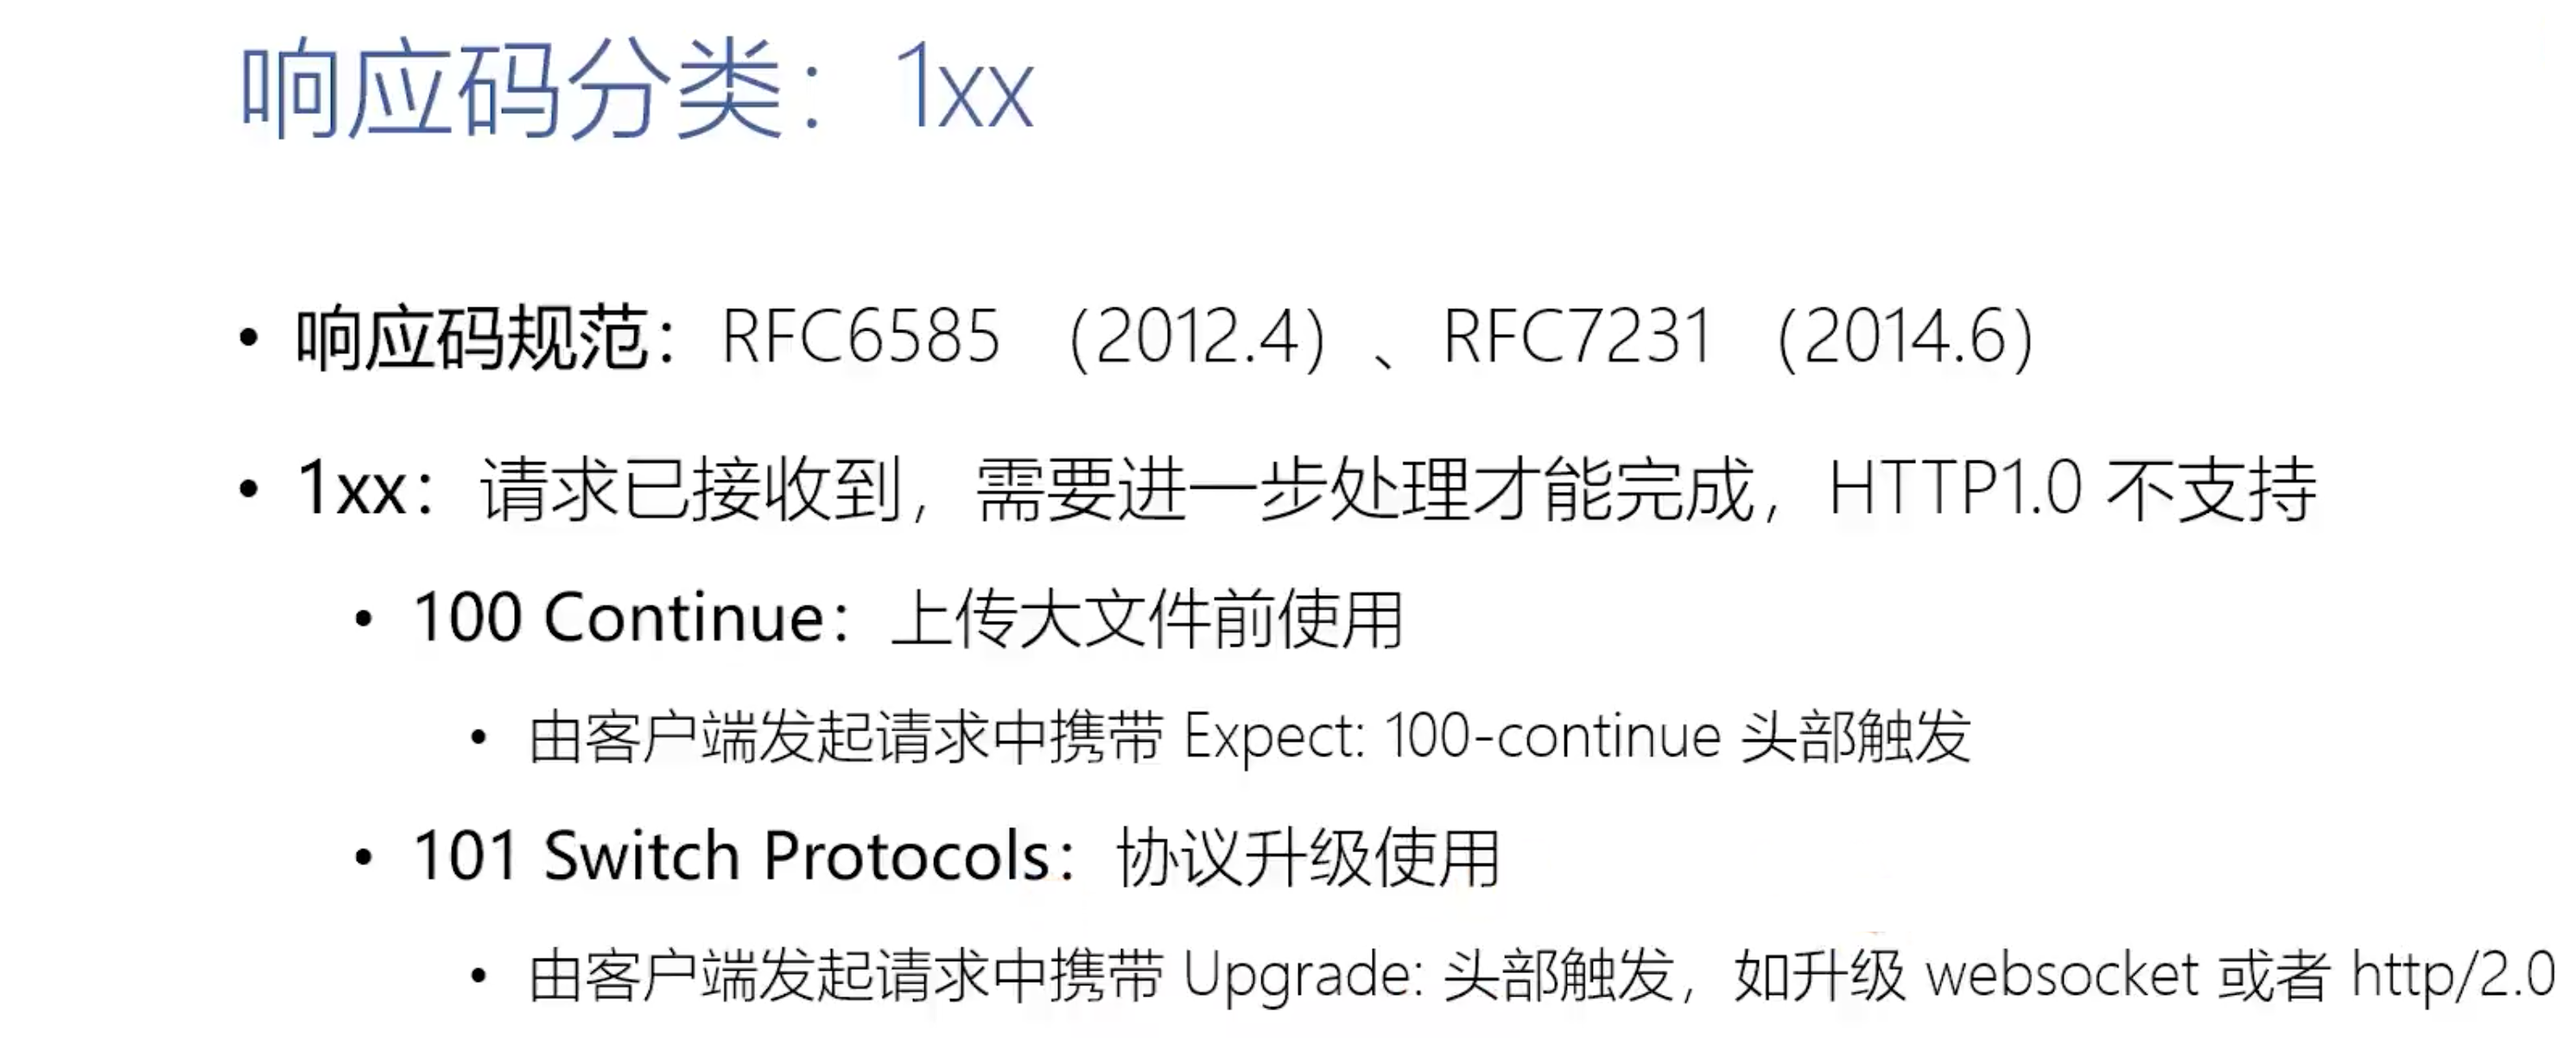 响应码分类：1xx
• 响应码规范：RFC6585 （2012.4）、RFC7231 （2014.6）
• 1xx：请求已接收到，需要进一步处理才能完成，HTTP1.0 不支持
• 100 Continue：上传大文件前使用
• 由客户端发起请求中携带 Expect: 100-continue 头部触发
• 101 Switch Protocols：协议升级使用
• 由客户端发起请求中携带 Upgrade: 头部触发，如升级 websocket 或者 http/2.0